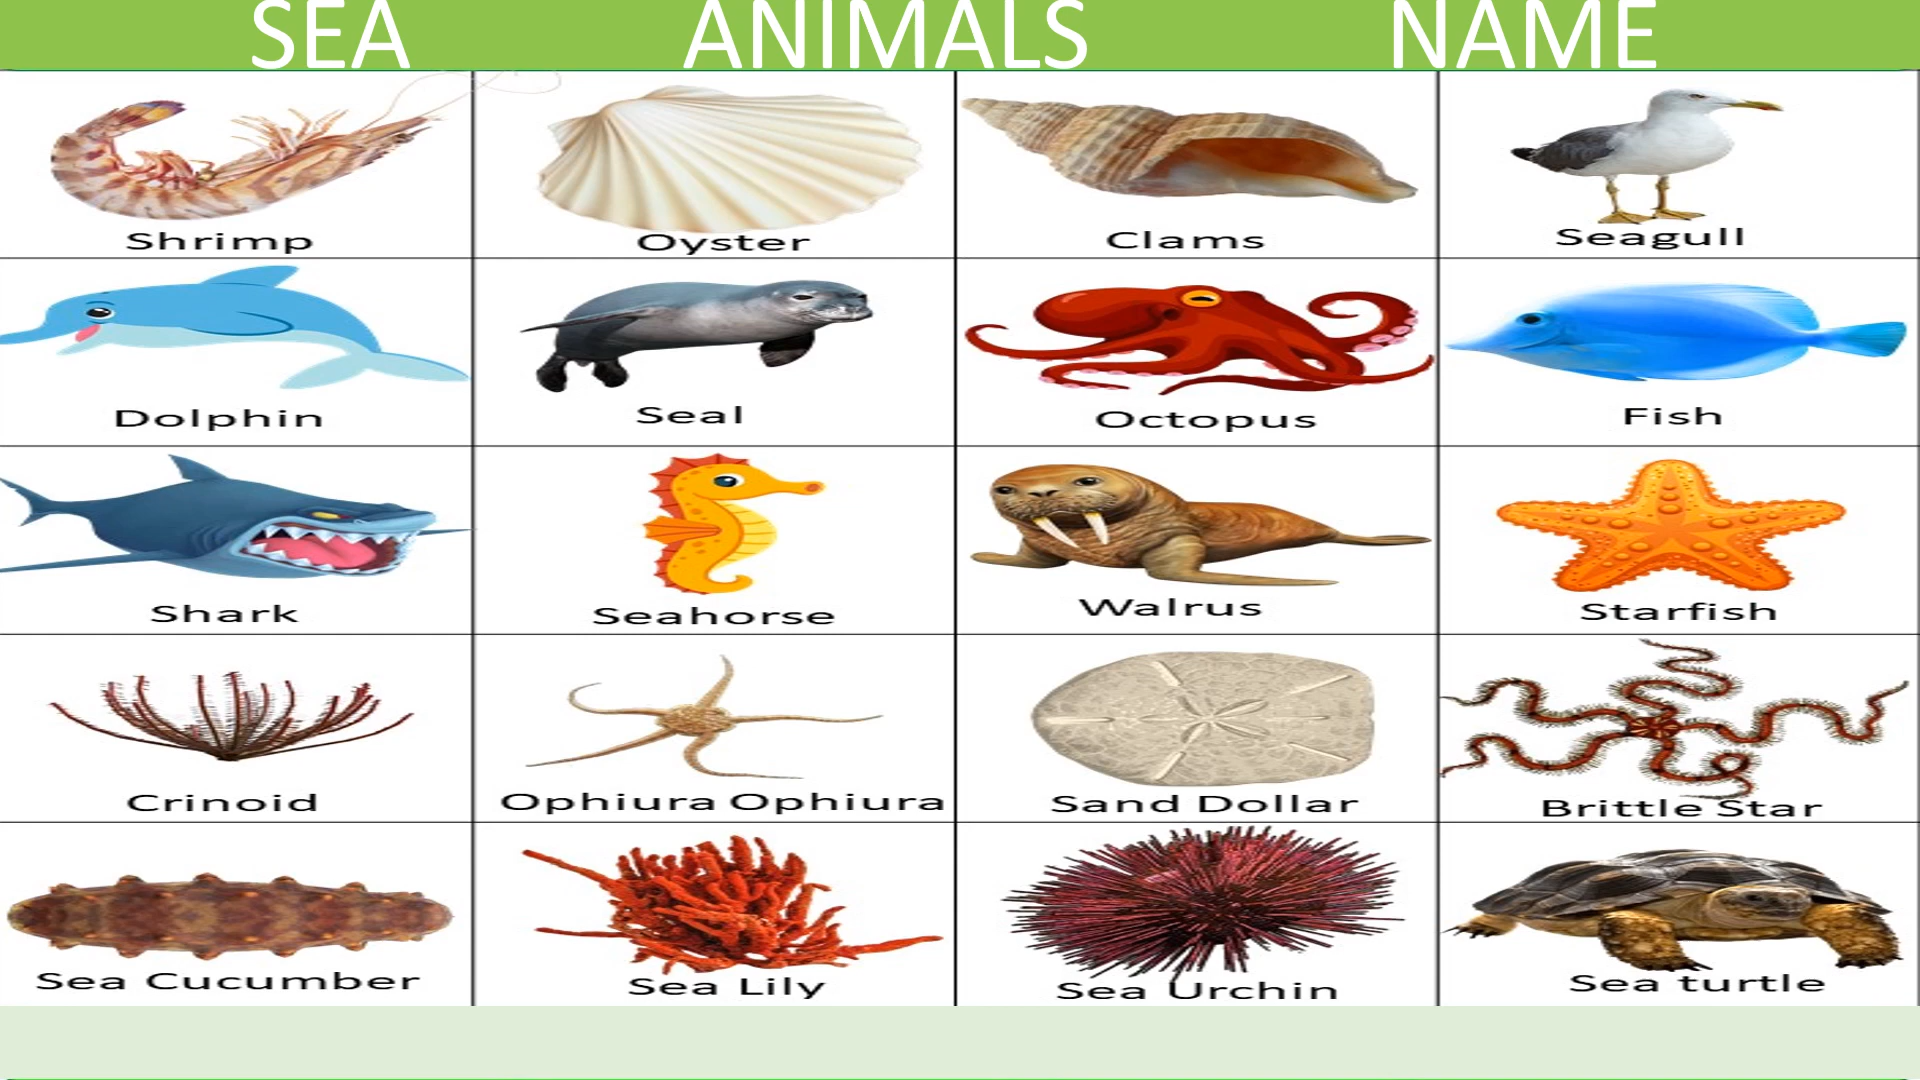 SEA ANIMALS NAME
Shrimp Oyster Clams Seagull
Dolphin Seal Octopus Fish
Shark Seahorse Walrus Starfish
Crinoid Ophiura Ophiura Sand Dollar Brittle Star
Sea Cucumber Sea Lily Sea Urchin Sea turtle